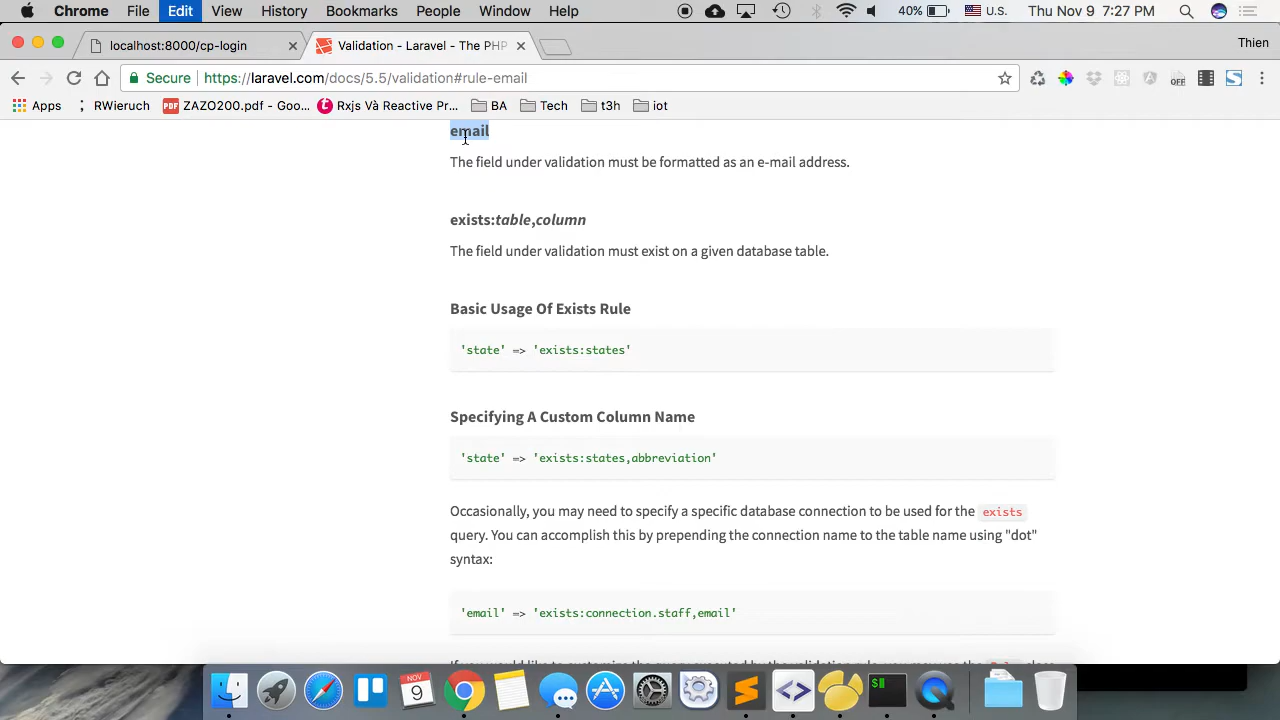 Chrome File Edit View History Bookmarks People Window Help 40% U.S. Thu Nov 9 7:27 PM
localhost:8000/cp-login Validation - Laravel - The PHP Thien
Secure https://laravel.com/docs/5.5/validation#rule-email
Apps RWieruch ZAZO200.pdf - Goo... Rxjs Và Reactive Pr... BA Tech t3h iot
email
The field under validation must be formatted as an e-mail address.
exists:table,column
The field under validation must exist on a given database table.
Basic Usage Of Exists Rule
'state' => 'exists:states'
Specifying A Custom Column Name
'state' => 'exists:states,abbreviation'
Occasionally, you may need to specify a specific database connection to be used for the exists
query. You can accomplish this by prepending the connection name to the table name using "dot"
syntax:
'email' => 'exists:connection.staff,email'
NOV
9